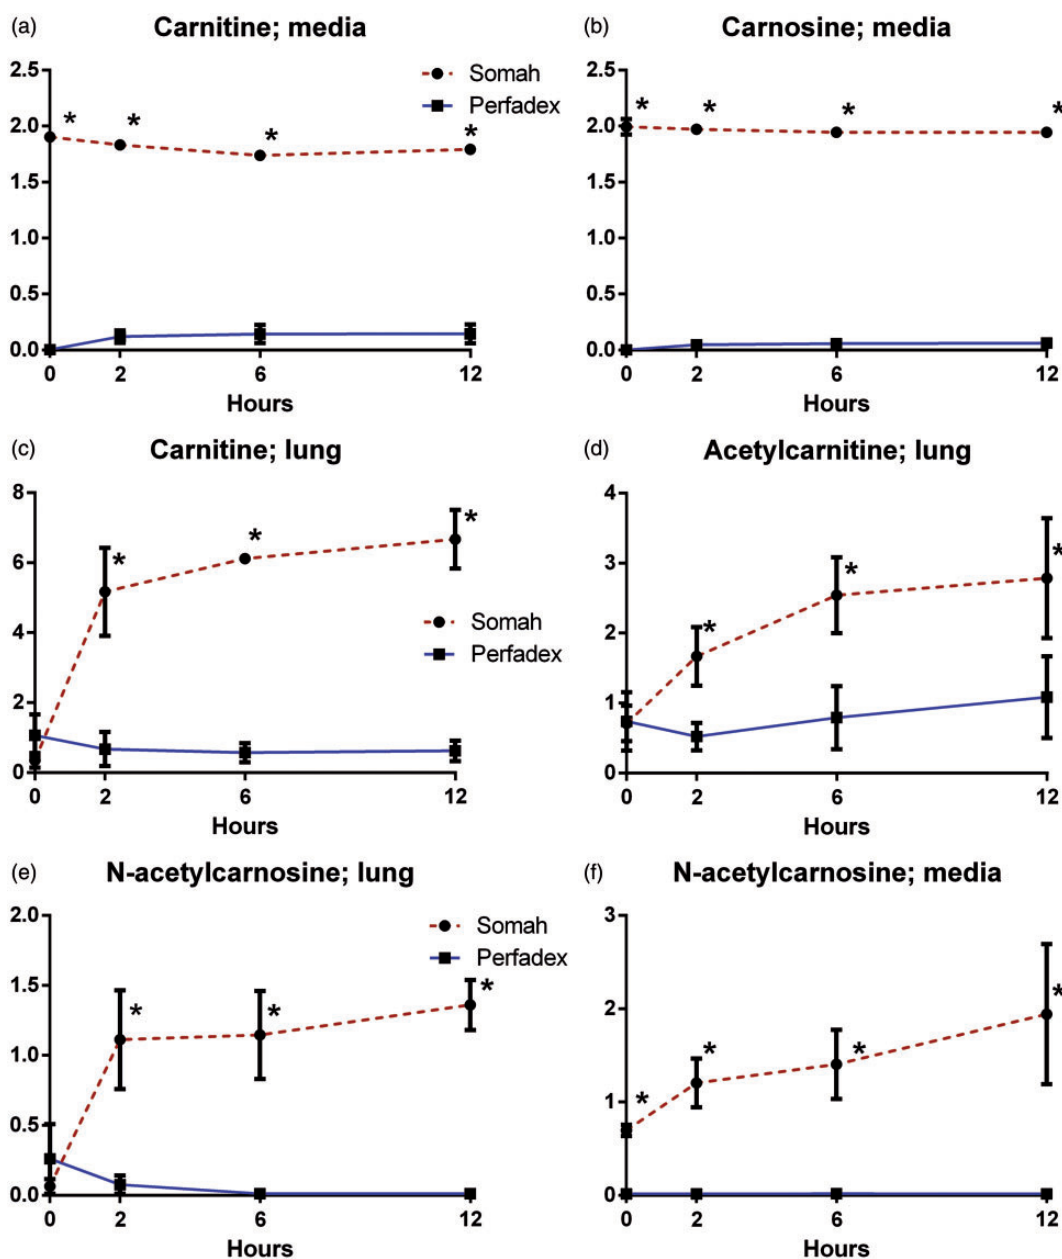 (a) Carnitine; media
2.5
2.0
1.5
1.0
0.5
0.0
* * * *
Somah
Perfadex
0 2 6 12
Hours
(b) Carnosine; media
2.5
2.0
1.5
1.0
0.5
0.0
* * * *
0 2 6 12
Hours
(c) Carnitine; lung
8
6
4
2
0
* * *
Somah
Perfadex
0 2 6 12
Hours
(d) Acetylcarnitine; lung
4
3
2
1
0
* * *
0 2 6 12
Hours
(e) N-acetylcarnosine; lung
2.0
1.5
1.0
0.5
0.0
* * *
Somah
Perfadex
0 2 6 12
Hours
(f) N-acetylcarnosine; media
3
2
1
0
* * * *
0 2 6 12
Hours